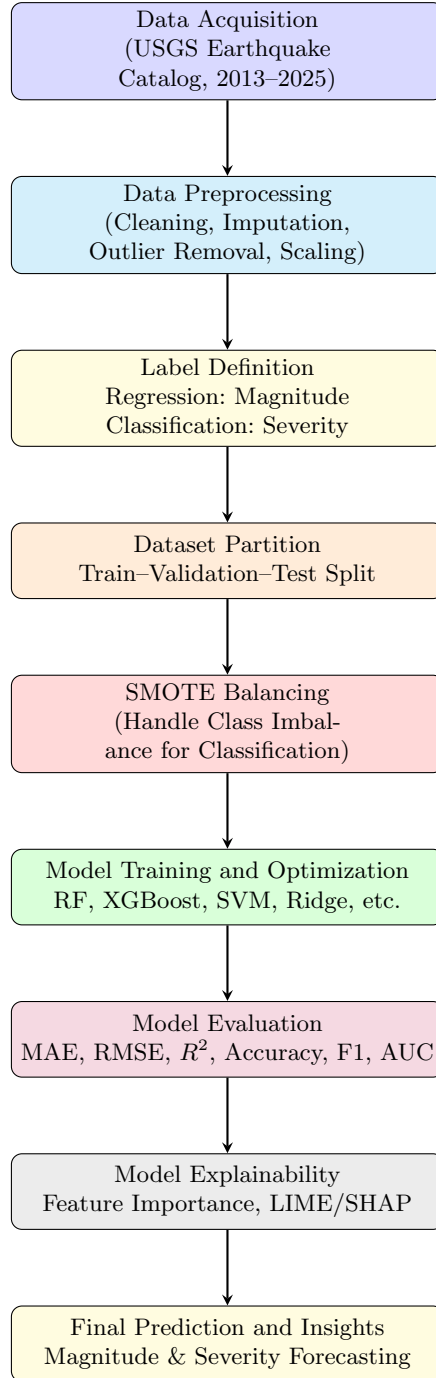 Data Acquisition
(USGS Earthquake
Catalog, 2013–2025)
Data Preprocessing
(Cleaning, Imputation,
Outlier Removal, Scaling)
Label Definition
Regression: Magnitude
Classification: Severity
Dataset Partition
Train–Validation–Test Split
SMOTE Balancing
(Handle Class Imbal-
ance for Classification)
Model Training and Optimization
RF, XGBoost, SVM, Ridge, etc.
Model Evaluation
MAE, RMSE, R², Accuracy, F1, AUC
Model Explainability
Feature Importance, LIME/SHAP
Final Prediction and Insights
Magnitude & Severity Forecasting